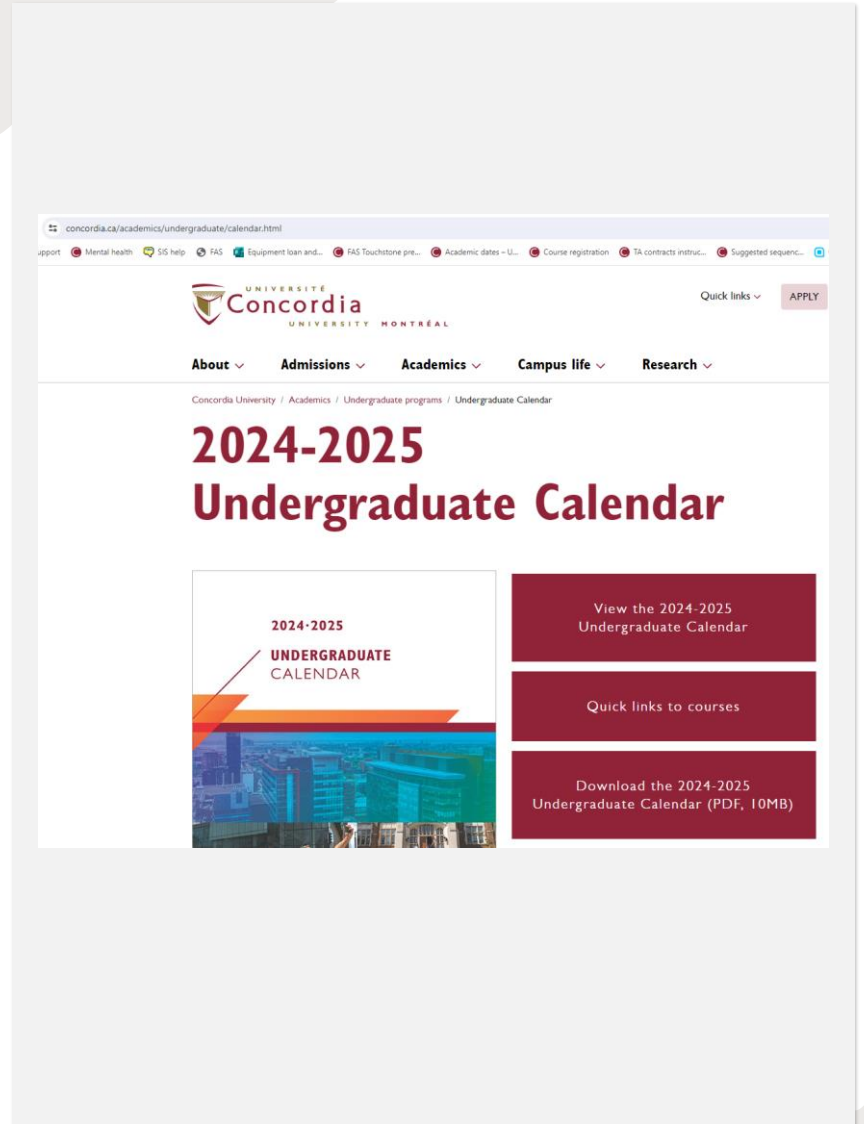 concordia.ca/academics/undergraduate/calendar.html
upport Mental health SIS help FAS Equipment loan and... FAS Touchstone pre... Academic dates – U... Course registration TA contracts instruc... Suggested sequenc...
UNIVERSITÉ
Concordia
UNIVERSITY MONTRÉAL
Quick links
APPLY
About Admissions Academics Campus life Research
Concordia University / Academics / Undergraduate programs / Undergraduate Calendar
2024-2025
Undergraduate Calendar
2024-2025
UNDERGRADUATE
CALENDAR
View the 2024-2025
Undergraduate Calendar
Quick links to courses
Download the 2024-2025
Undergraduate Calendar (PDF, 10MB)